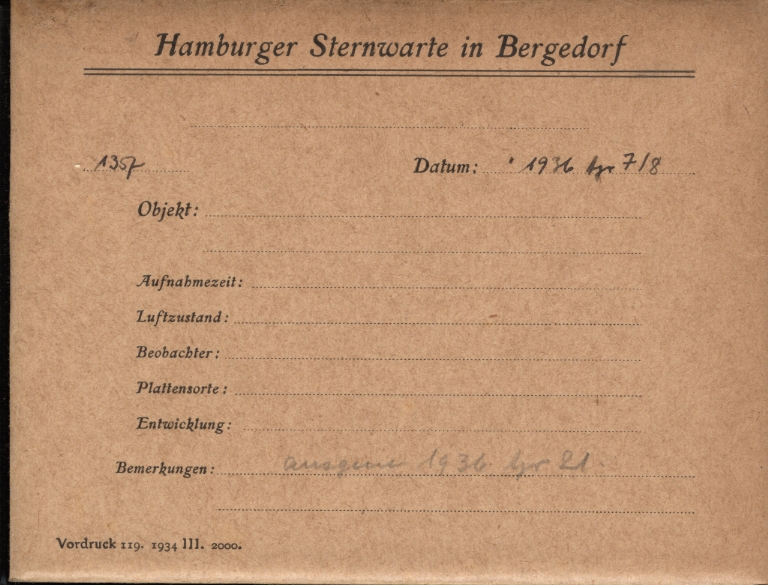 Hamburger Sternwarte in Bergedorf
1357 Datum: 1936 Apr 7/8
Objekt:
Aufnahmezeit:
Luftzustand:
Beobachter:
Plattensorte:
Entwicklung:
Bemerkungen: 1936 Apr 21
Vordruck 119. 1934 III. 2000.